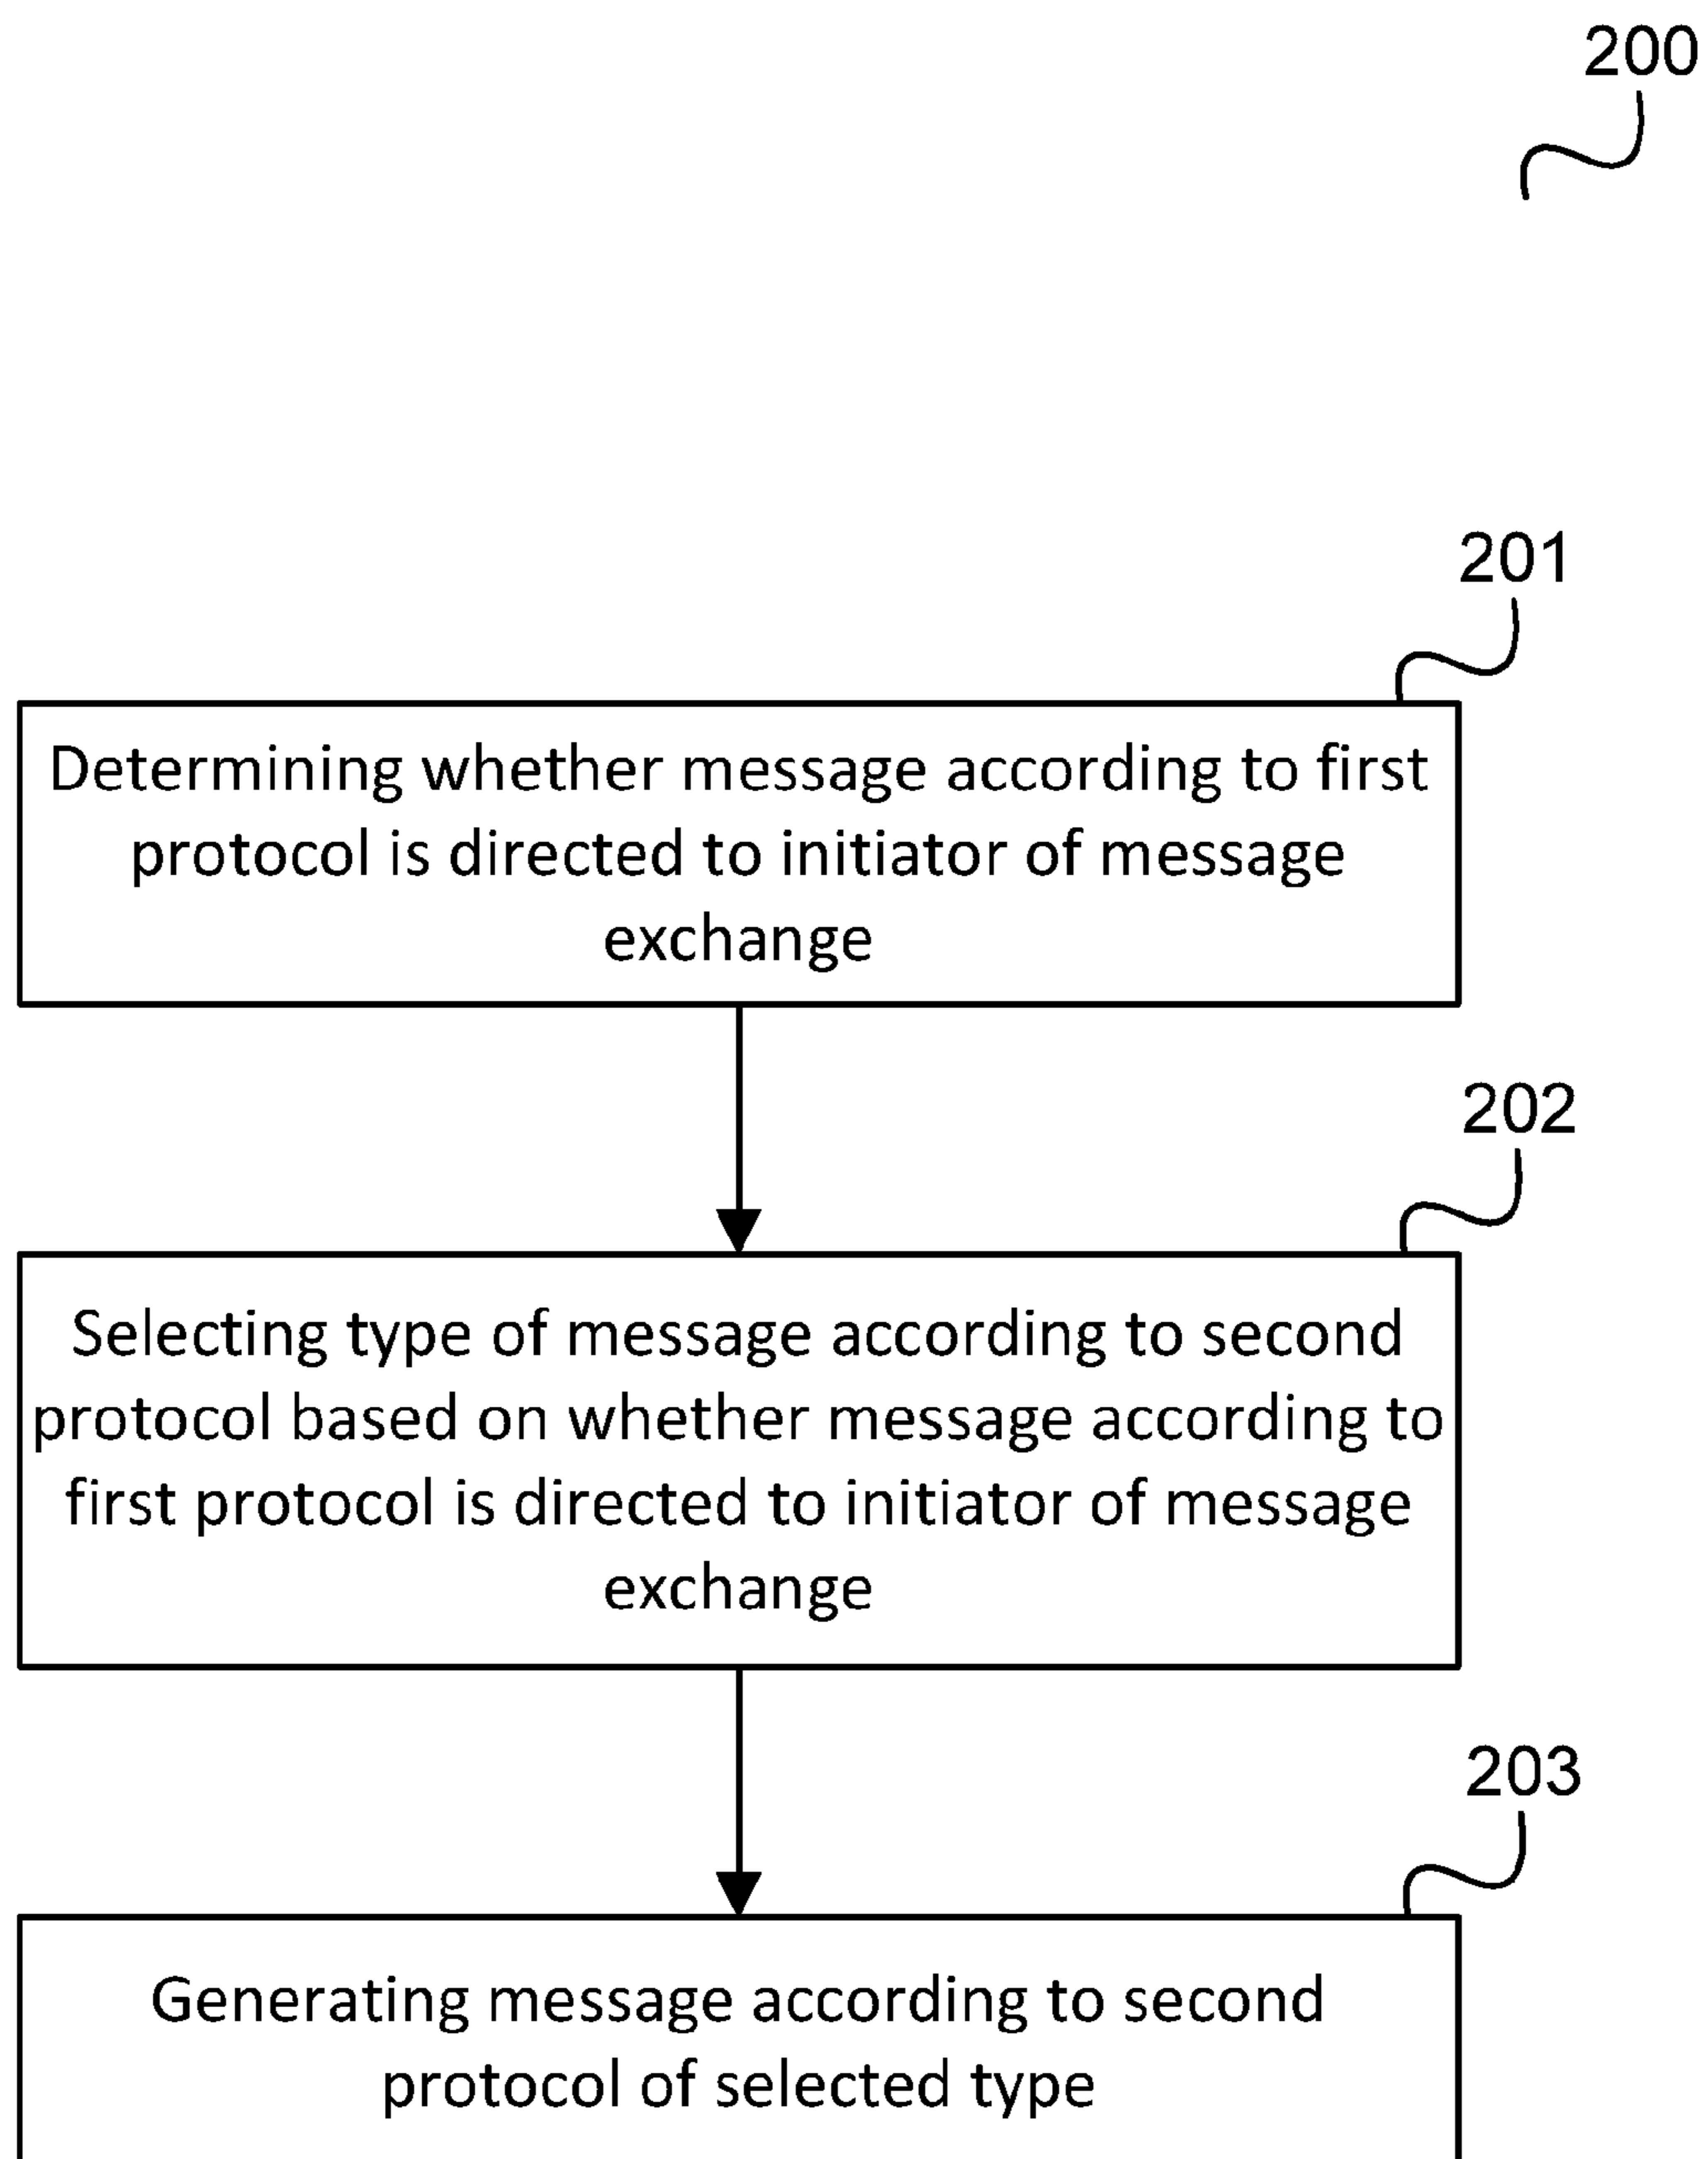 200
201
Determining whether message according to first
protocol is directed to initiator of message
exchange
202
Selecting type of message according to second
protocol based on whether message according to
first protocol is directed to initiator of message
exchange
203
Generating message according to second
protocol of selected type